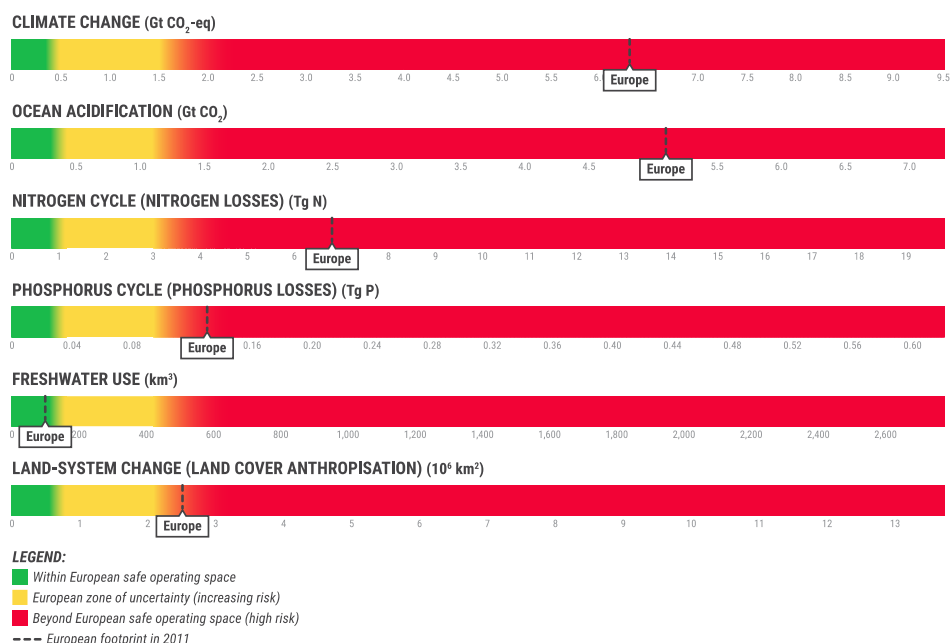 CLIMATE CHANGE (Gt CO₂-eq)
0 0.5 1.0 1.5 2.0 2.5 3.0 3.5 4.0 4.5 5.0 5.5 7.0 7.5 8.0 8.5 9.0 9.5
Europe
OCEAN ACIDIFICATION (Gt CO₂)
0 0.5 1.0 1.5 2.0 2.5 3.0 3.5 4.0 4.5 5.5 6.0 6.5 7.0
Europe
NITROGEN CYCLE (NITROGEN LOSSES) (Tg N)
0 1 2 3 4 5 6 8 9 10 11 12 13 14 15 16 17 18 19
Europe
PHOSPHORUS CYCLE (PHOSPHORUS LOSSES) (Tg P)
0 0.04 0.08 0.16 0.20 0.24 0.28 0.32 0.36 0.40 0.44 0.48 0.52 0.56 0.60
Europe
FRESHWATER USE (km³)
0 200 400 600 800 1,000 1,200 1,400 1,600 1,800 2,000 2,200 2,400 2,600
Europe
LAND-SYSTEM CHANGE (LAND COVER ANTHROPISATION) (10⁶ km²)
0 1 2 3 4 5 6 7 8 9 10 11 12 13
Europe
LEGEND:
Within European safe operating space
European zone of uncertainty (increasing risk)
Beyond European safe operating space (high risk)
European footprint in 2011